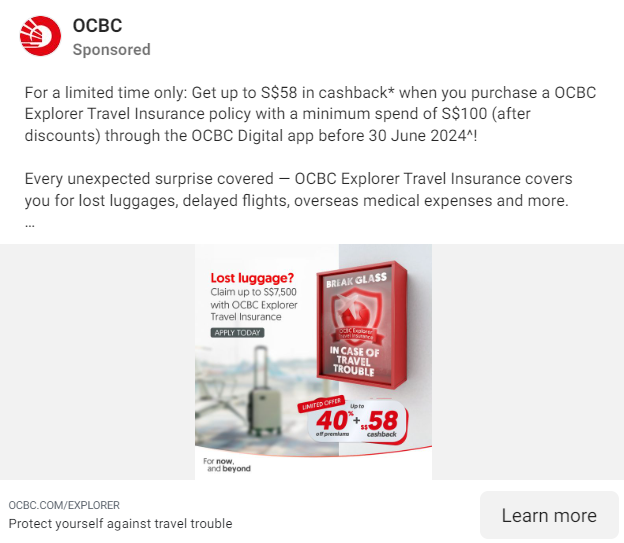 OCBC
Sponsored
For a limited time only: Get up to S$58 in cashback* when you purchase a OCBC
Explorer Travel Insurance policy with a minimum spend of S$100 (after
discounts) through the OCBC Digital app before 30 June 2024^!
Every unexpected surprise covered — OCBC Explorer Travel Insurance covers
you for lost luggages, delayed flights, overseas medical expenses and more.
...
Lost luggage?
Claim up to S$7,500
with OCBC Explorer
Travel Insurance
APPLY TODAY
BREAK GLASS
OCBC Explorer
Travel Insurance
IN CASE OF
TRAVEL
TROUBLE
LIMITED OFFER
Up to
40% + S$58
off premiums cashback
For now,
and beyond
OCBC.COM/EXPLORER
Protect yourself against travel trouble
Learn more